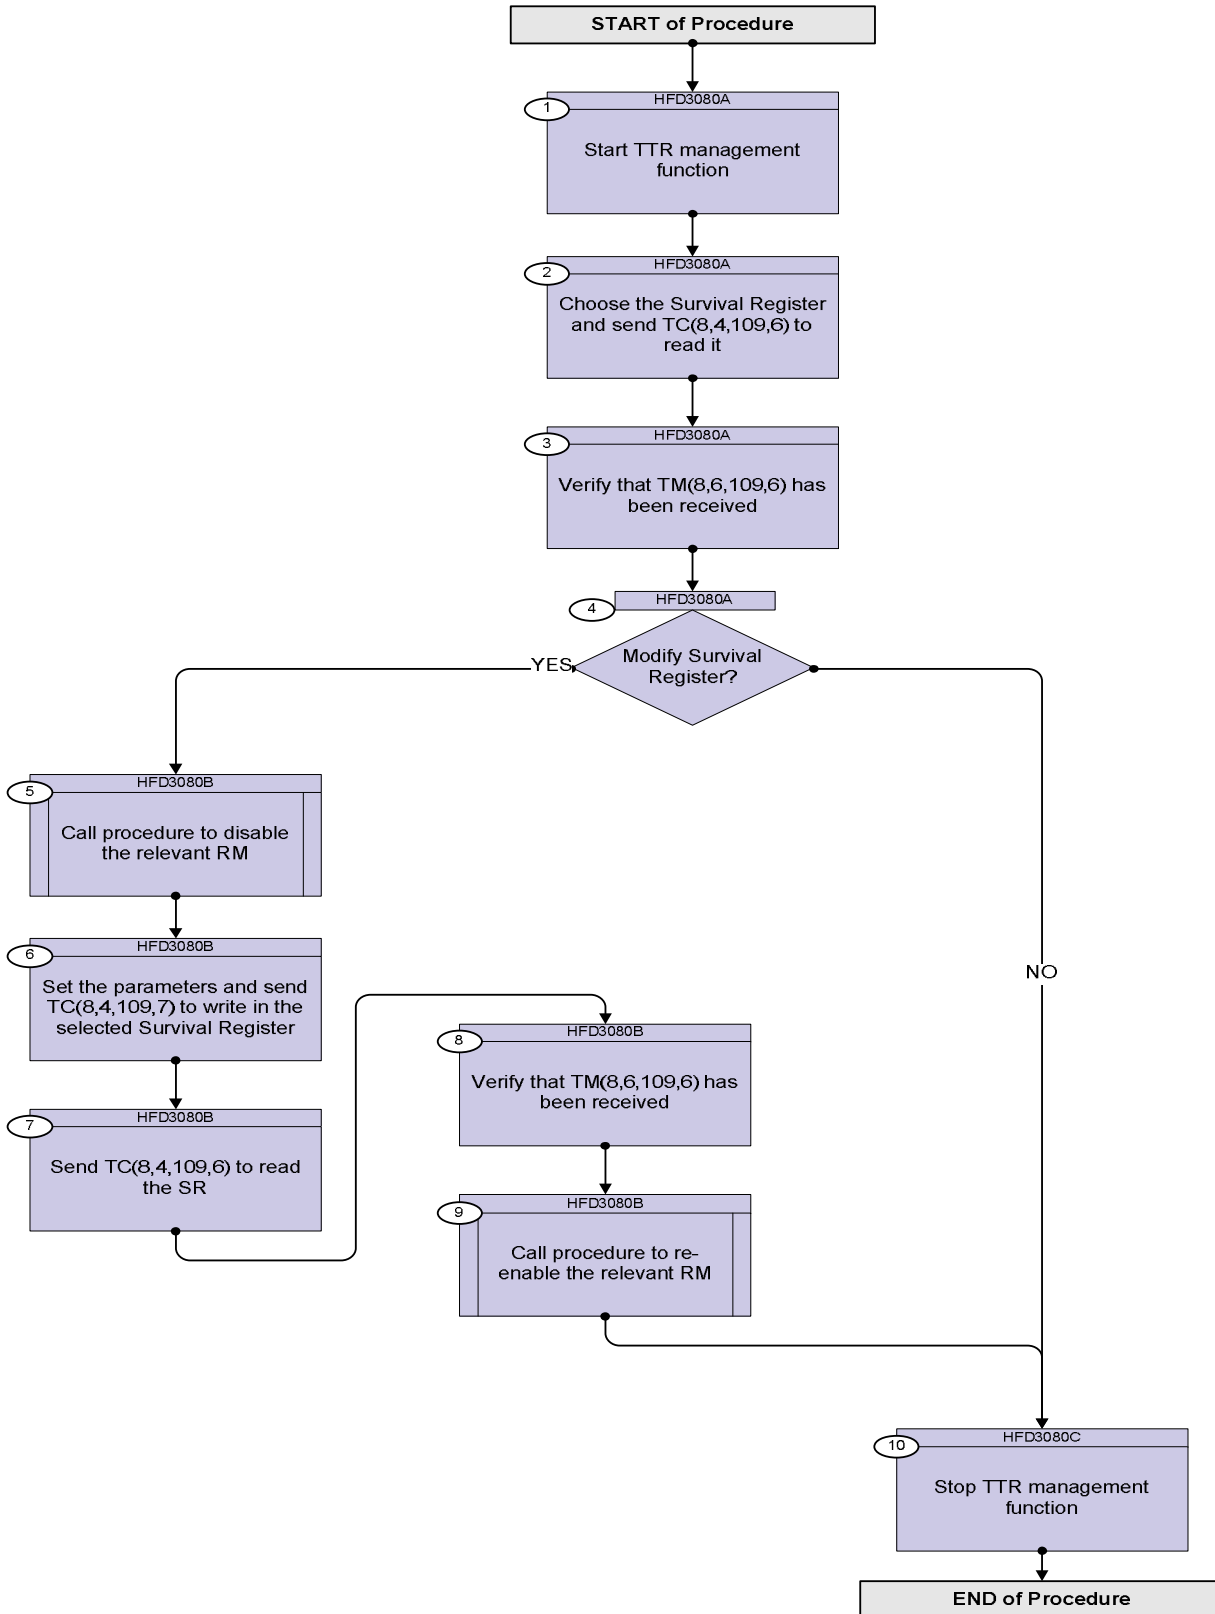 START of Procedure
HFD3080A
1
Start TTR management
function
HFD3080A
2
Choose the Survival Register
and send TC(8,4,109,6) to
read it
HFD3080A
3
Verify that TM(8,6,109,6) has
been received
HFD3080A
4
Modify Survival
Register?
YES
NO
HFD3080B
5
Call procedure to disable
the relevant RM
HFD3080B
6
Set the parameters and send
TC(8,4,109,7) to write in the
selected Survival Register
HFD3080B
7
Send TC(8,4,109,6) to read
the SR
HFD3080B
8
Verify that TM(8,6,109,6) has
been received
HFD3080B
9
Call procedure to re-
enable the relevant RM
HFD3080C
10
Stop TTR management
function
END of Procedure